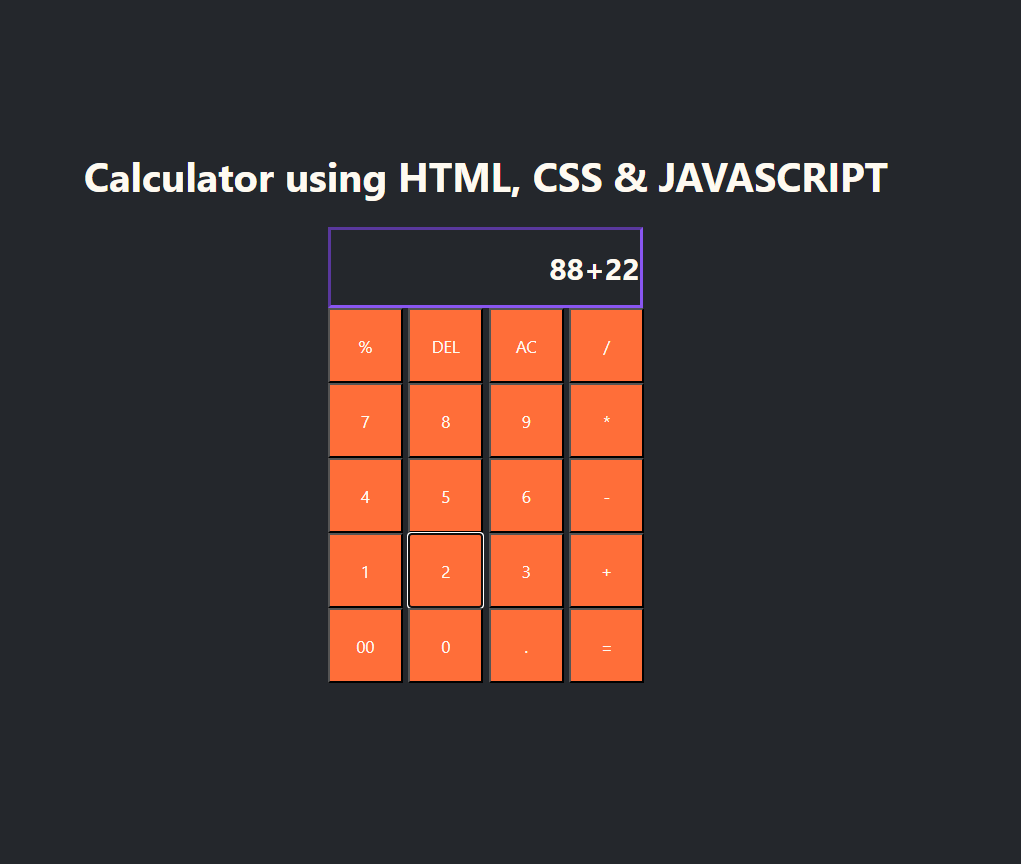 Calculator using HTML, CSS & JAVASCRIPT
88+22
% DEL AC /
7 8 9 *
4 5 6 -
1 2 3 +
00 0 . =